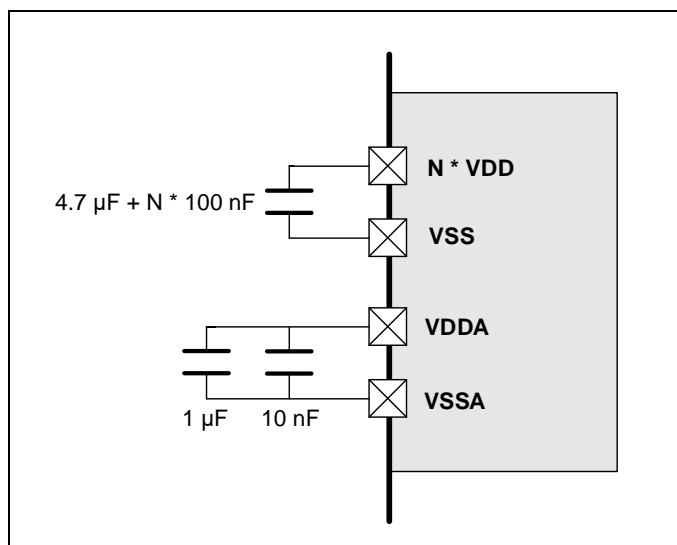 N * VDD
4.7 µF + N * 100 nF
VSS
VDDA
VSSA
1 µF
10 nF